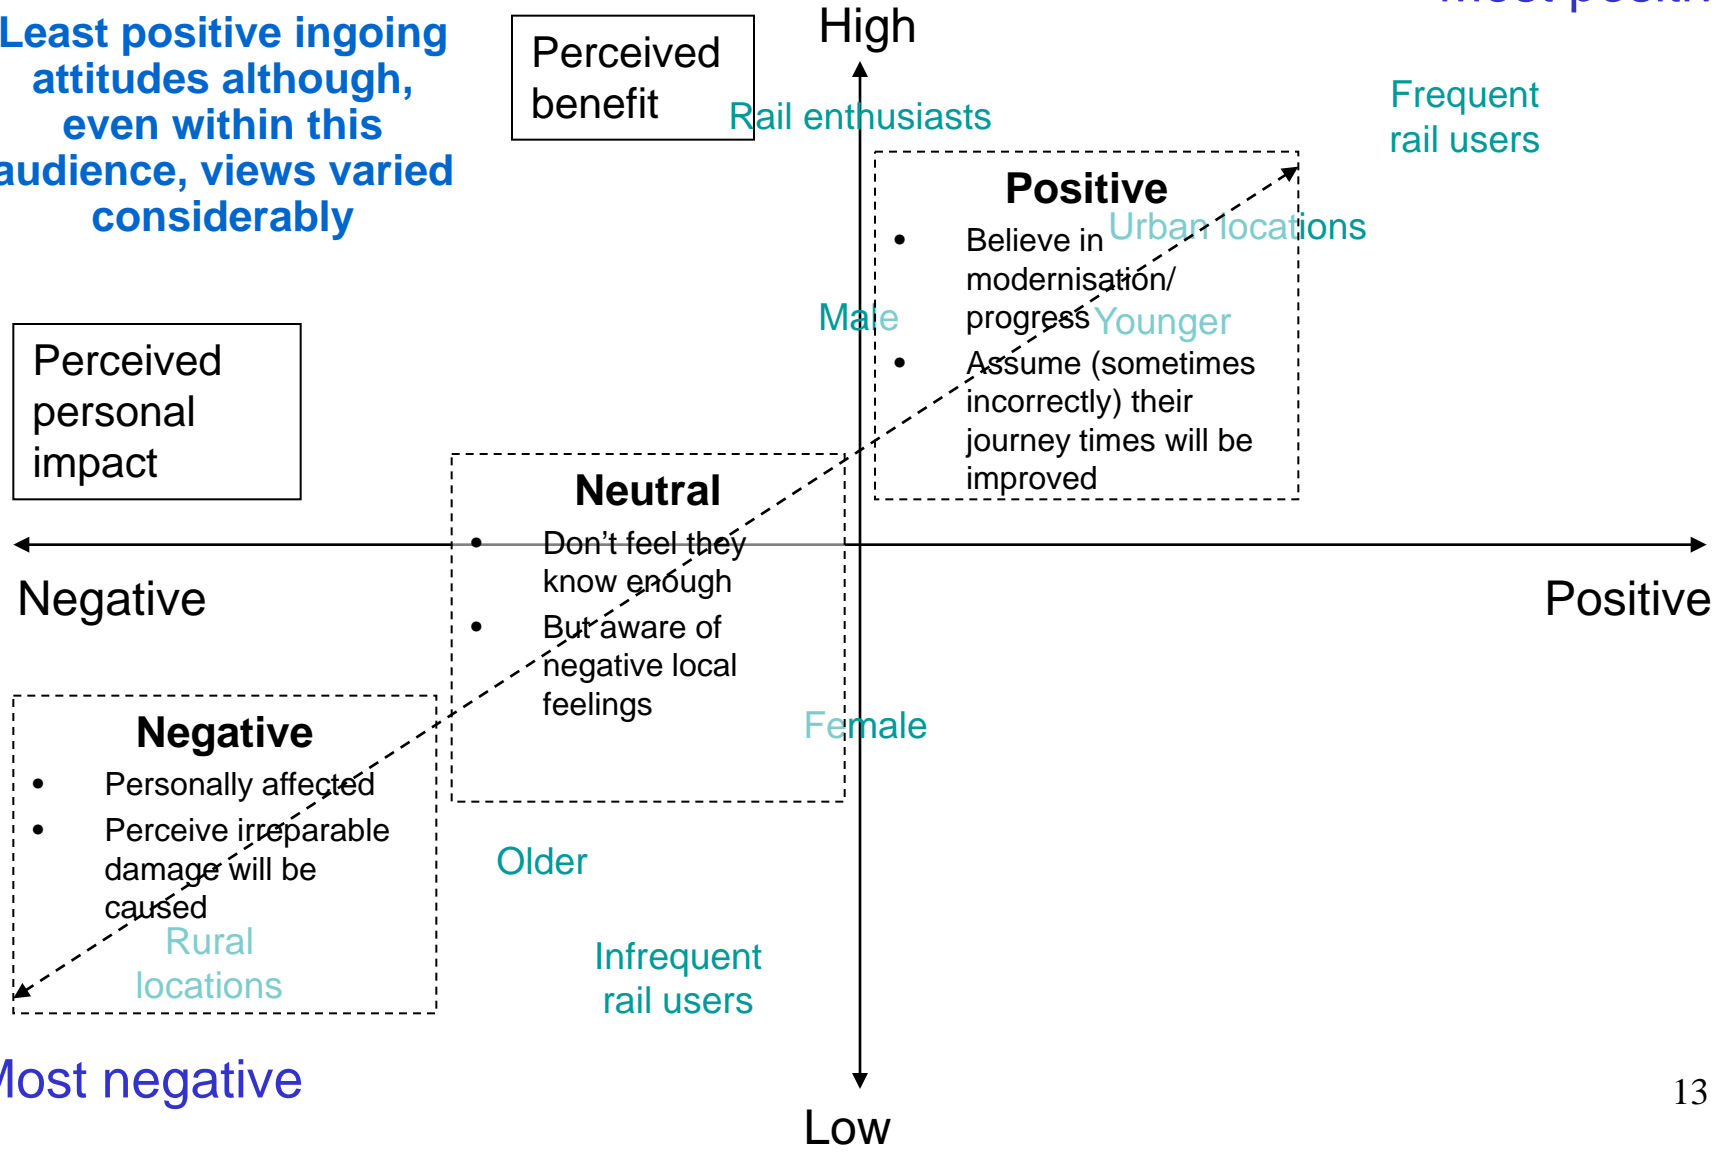 Most positi
Least positive ingoing
attitudes although,
even within this
audience, views varied
considerably
Perceived
benefit
High
Rail enthusiasts
Frequent
rail users
Positive
• Believe in
modernisation/
progress
• Assume (sometimes
incorrectly) their
journey times will be
improved
Urban locations
Male
Younger
Perceived
personal
impact
Neutral
• Don’t feel they
know enough
• But aware of
negative local
feelings
Negative
Positive
Negative
• Personally affected
• Perceive irreparable
damage will be
caused
Rural
locations
Female
Older
Infrequent
rail users
Most negative
Low
13